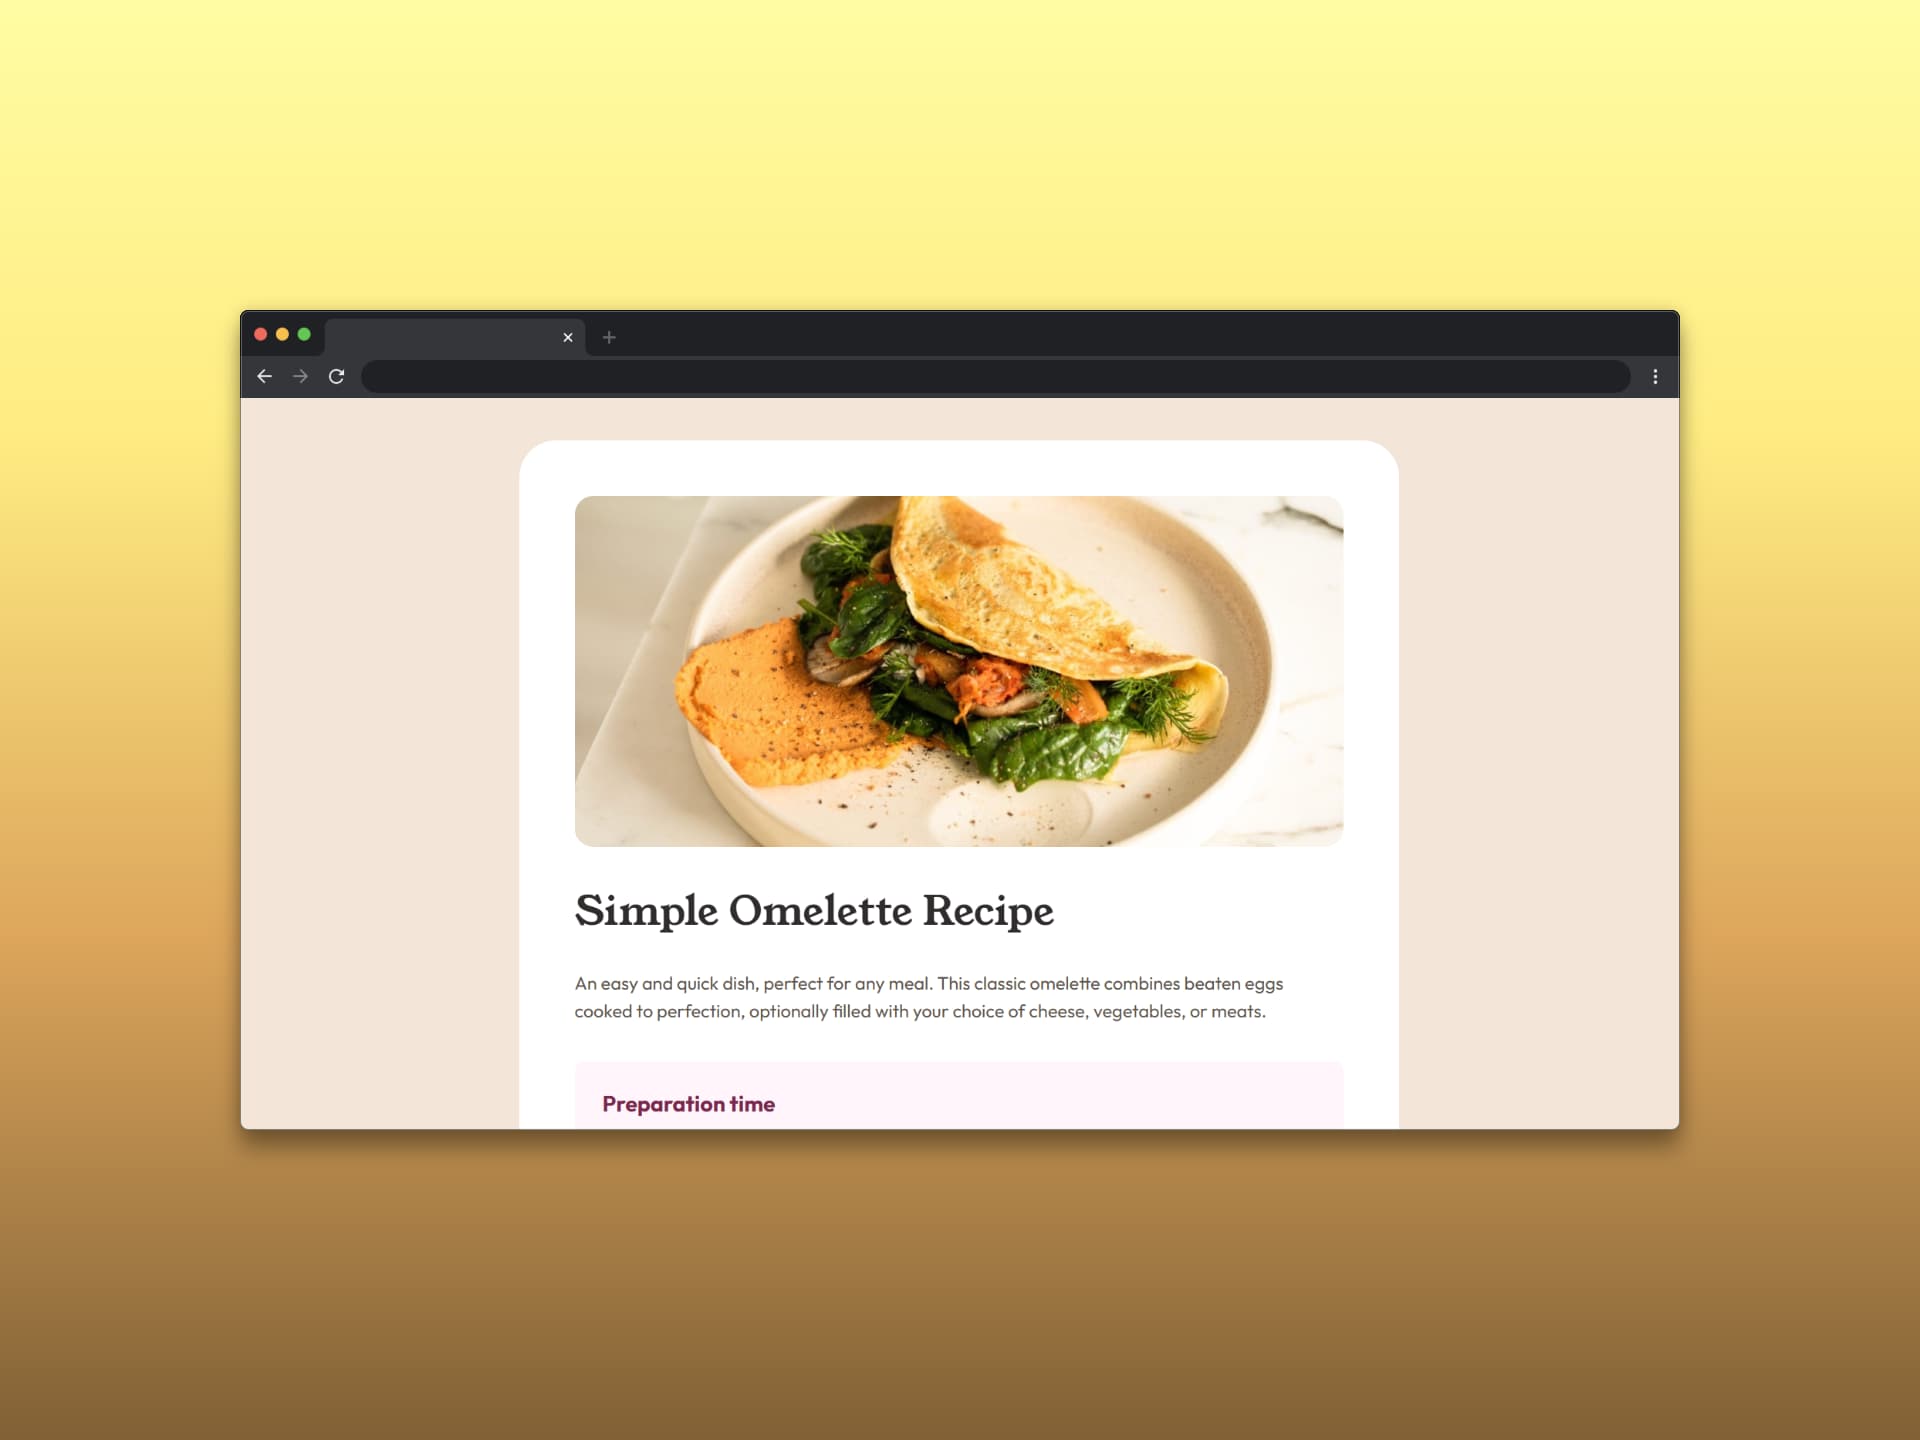 Simple Omelette Recipe
An easy and quick dish, perfect for any meal. This classic omelette combines beaten eggs
cooked to perfection, optionally filled with your choice of cheese, vegetables, or meats.
Preparation time